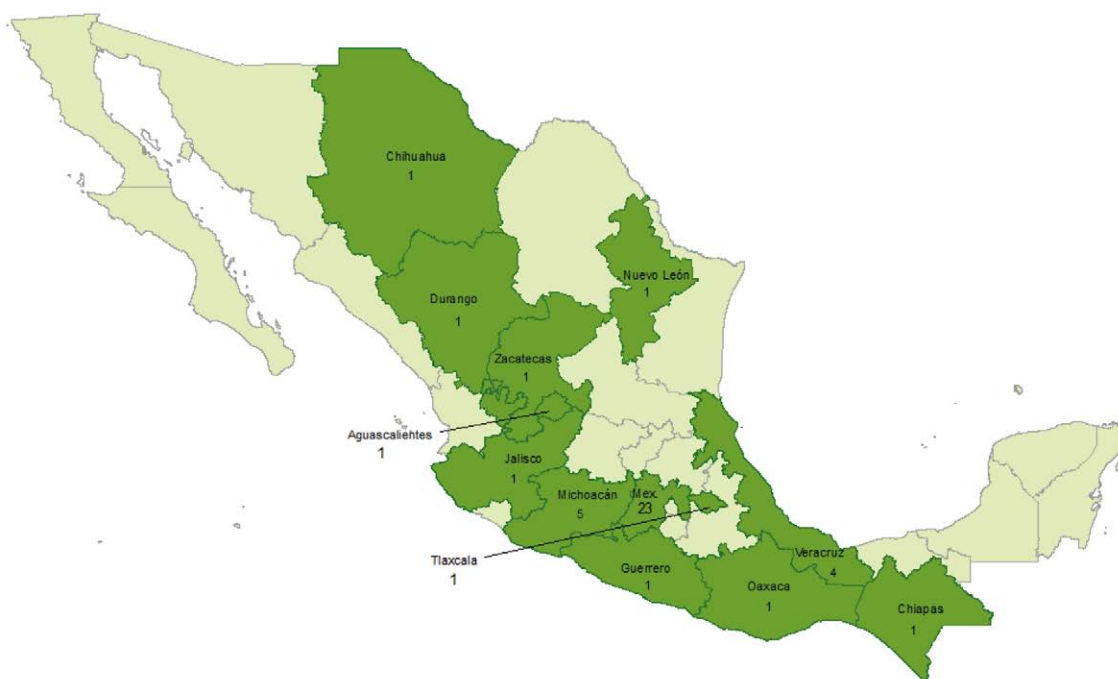 Chihuahua
1
Nuevo León
1
Durango
1
Zacatecas
1
Aguascalientes
1
Jalisco
1
Michoacán
5
Mex.
23
Tlaxcala
1
Veracruz
4
Guerrero
1
Oaxaca
1
Chiapas
1